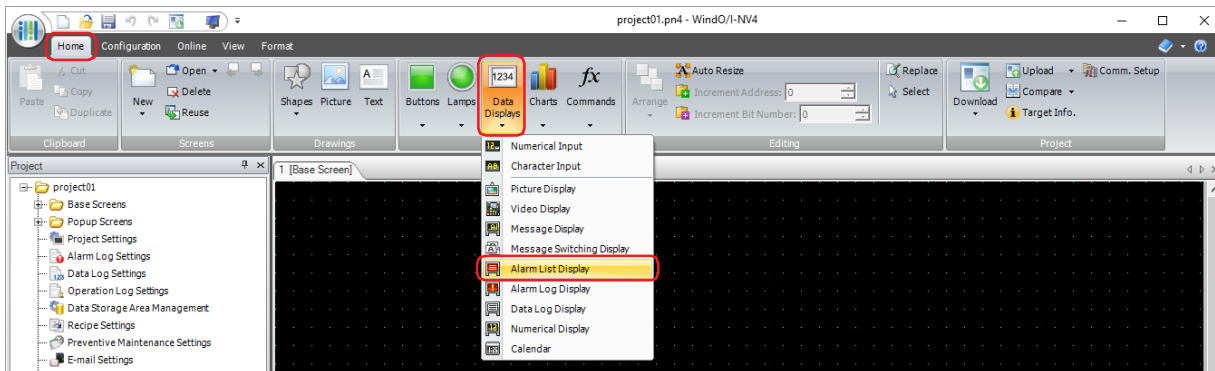 project01.pn4 - WindO/I-NV4
Home Configuration Online View Format
Paste Cut Copy Duplicate
Clipboard
New Open Delete Reuse
Screens
Shapes Picture Text
Drawings
Buttons Lamps 1234 Data Displays Charts fx Commands
Arrange Auto Resize
Increment Address: 0
Increment Bit Number: 0
Replace
Select
Editing
Download Upload Compare Target Info. Comm. Setup
Project
Project
1 [Base Screen]
project01
Base Screens
Popup Screens
Project Settings
Alarm Log Settings
Data Log Settings
Operation Log Settings
Data Storage Area Management
Recipe Settings
Preventive Maintenance Settings
E-mail Settings
Numerical Input
Character Input
Picture Display
Video Display
Message Display
Message Switching Display
Alarm List Display
Alarm Log Display
Data Log Display
Numerical Display
Calendar